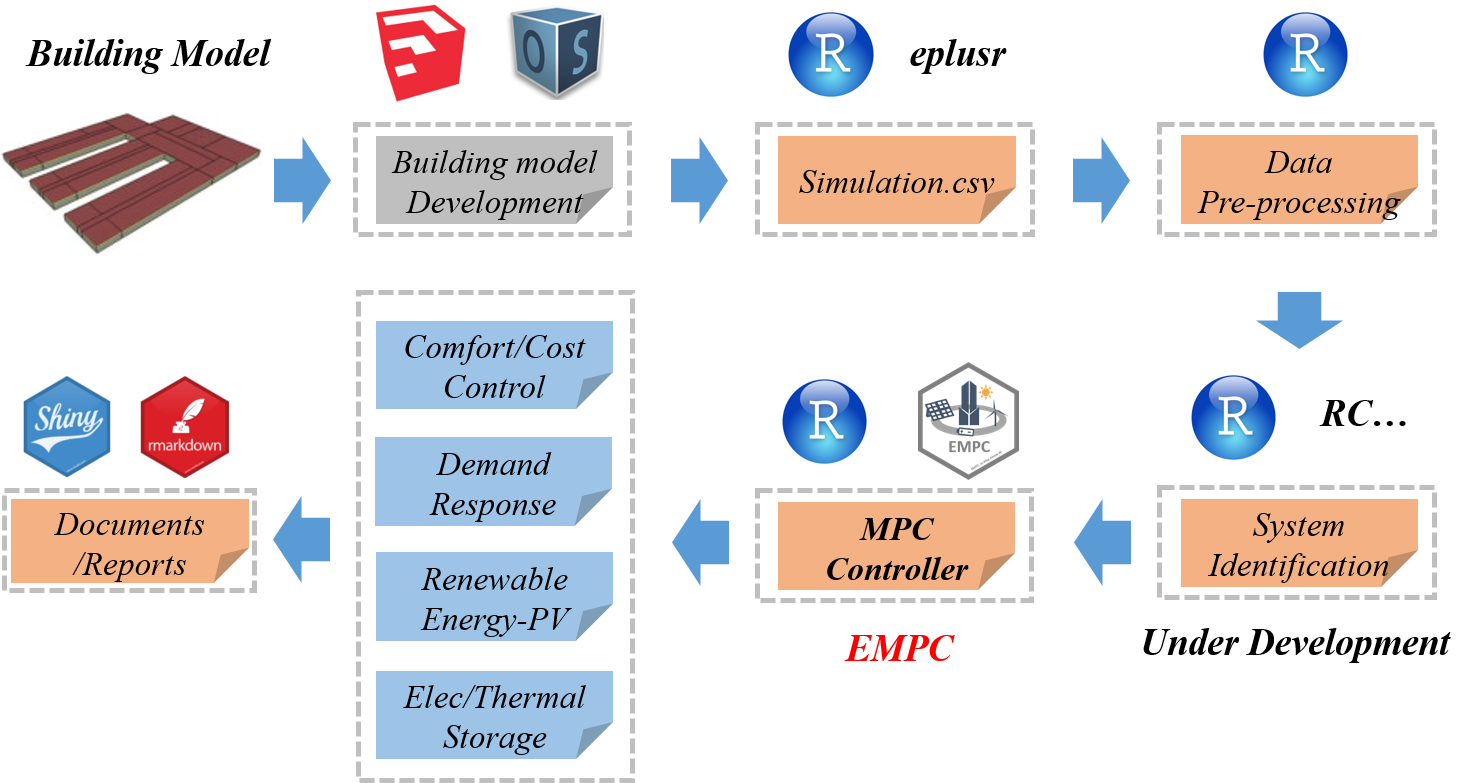 Building Model
O S
R
eplusr
R
Building model
Development
Simulation.csv
Data
Pre-processing
Comfort/Cost
Control
Demand
Response
Renewable
Energy-PV
Elec/Thermal
Storage
R
RC…
R
EMPC
Shiny
rmarkdown
System
Identification
Under Development
MPC
Controller
EMPC
Documents
/Reports